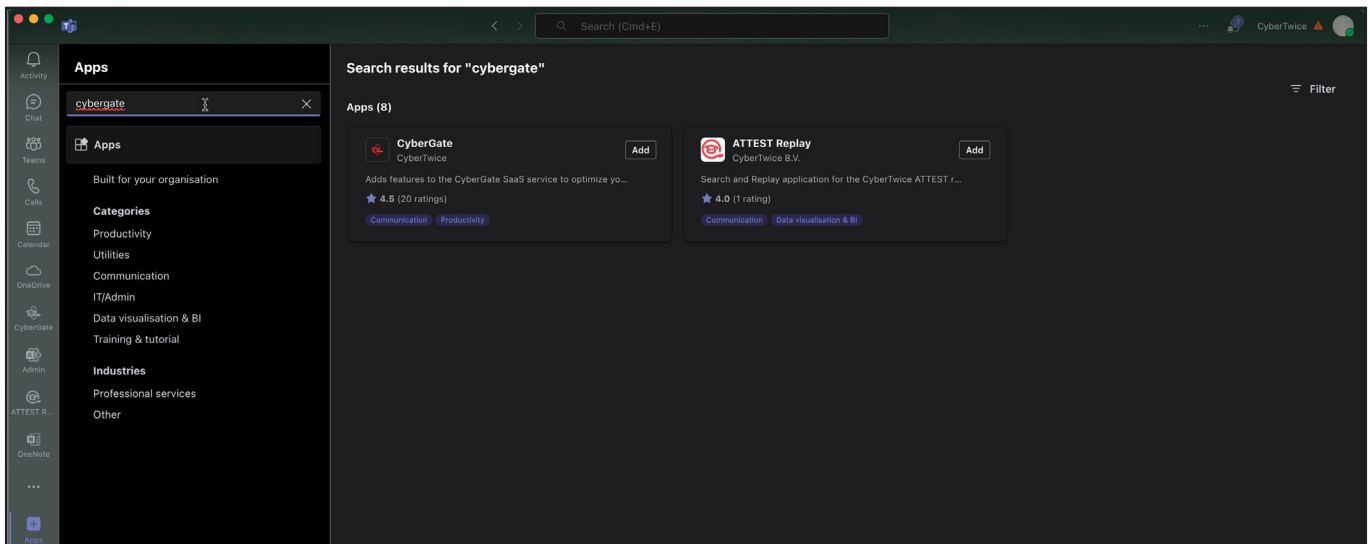 Search (Cmd+E)
1
CyberTwice
Activity
Chat
Teams
Calls
Calendar
OneDrive
CyberGate
Admin
ATTEST R...
OneNote
Apps
Apps
cybergate
Apps
Built for your organisation
Categories
Productivity
Utilities
Communication
IT/Admin
Data visualisation & BI
Training & tutorial
Industries
Professional services
Other
Search results for "cybergate"
Filter
Apps (8)
CyberGate
CyberTwice
Add
Adds features to the CyberGate SaaS service to optimize yo...
4.5 (20 ratings)
Communication Productivity
ATTEST Replay
CyberTwice B.V.
Add
Search and Replay application for the CyberTwice ATTEST r...
4.0 (1 rating)
Communication Data visualisation & BI